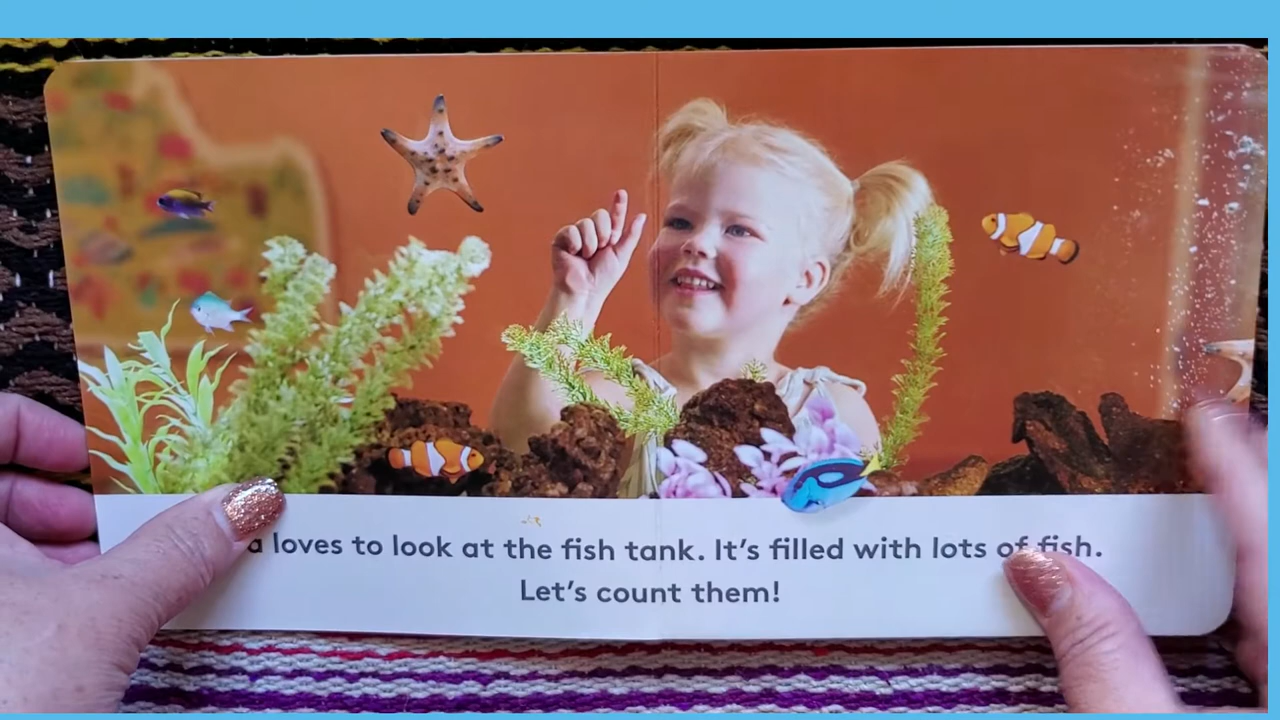 a loves to look at the fish tank. It's filled with lots of fish.
Let's count them!